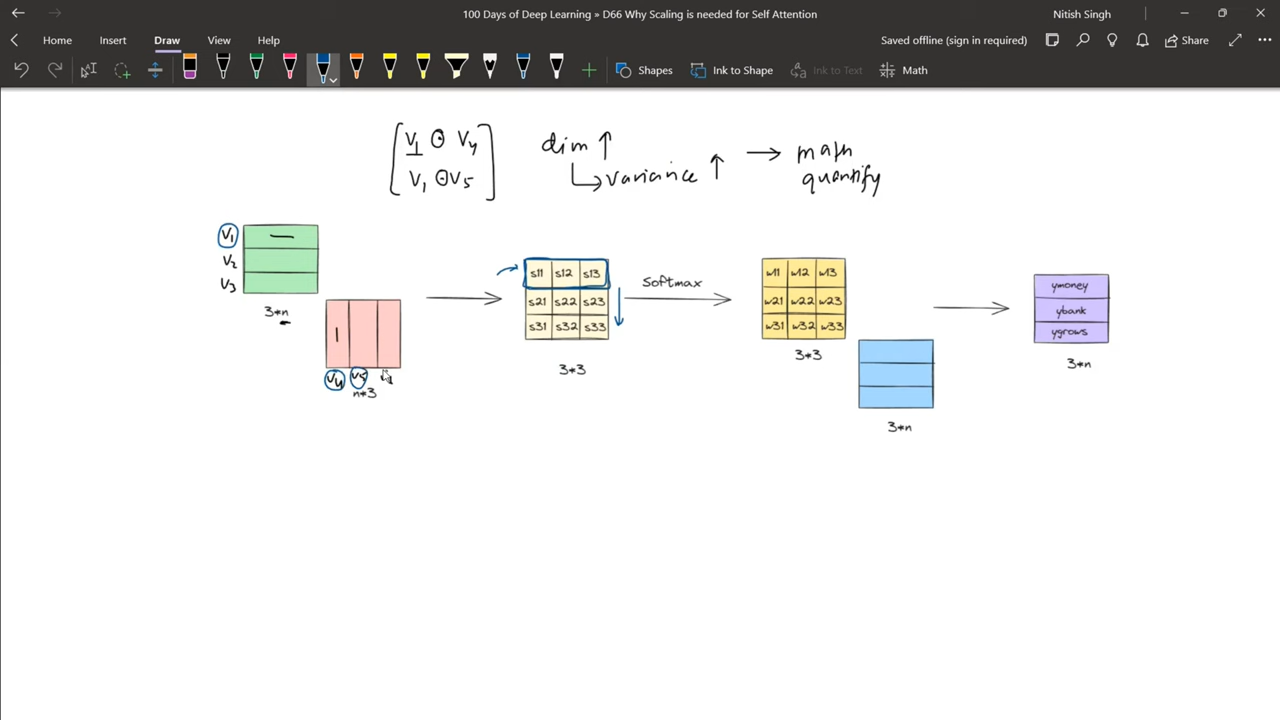 100 Days of Deep Learning » D66 Why Scaling is needed for Self Attention
Nitish Singh
Home Insert Draw View Help
Saved offline (sign in required)
Share
Shapes
Ink to Shape
Ink to Text
Math
V1 ⊙ V4
V1 ⊙ V5
dim ↑
variance ↑
→ math
quantify
V1
V2
V3
3*n
V4 V5
n*3
s11 s12 s13
s21 s22 s23
s31 s32 s33
3*3
Softmax
w11 w12 w13
w21 w22 w23
w31 w32 w33
3*3
3*n
ymoney
ybank
ygrows
3*n